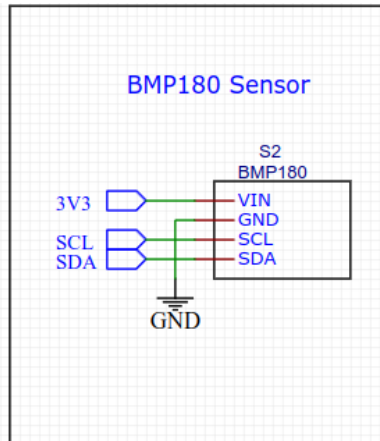 BMP180 Sensor
S2
BMP180
3V3
VIN
GND
SCL
SCL
SDA
SDA
GND